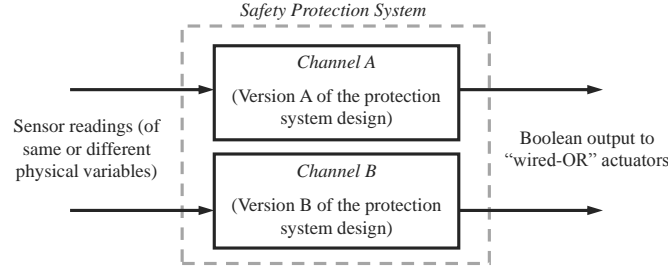 Safety Protection System
Channel A
(Version A of the protection
system design)
Sensor readings (of
same or different
physical variables)
Boolean output to
“wired-OR” actuators
Channel B
(Version B of the protection
system design)